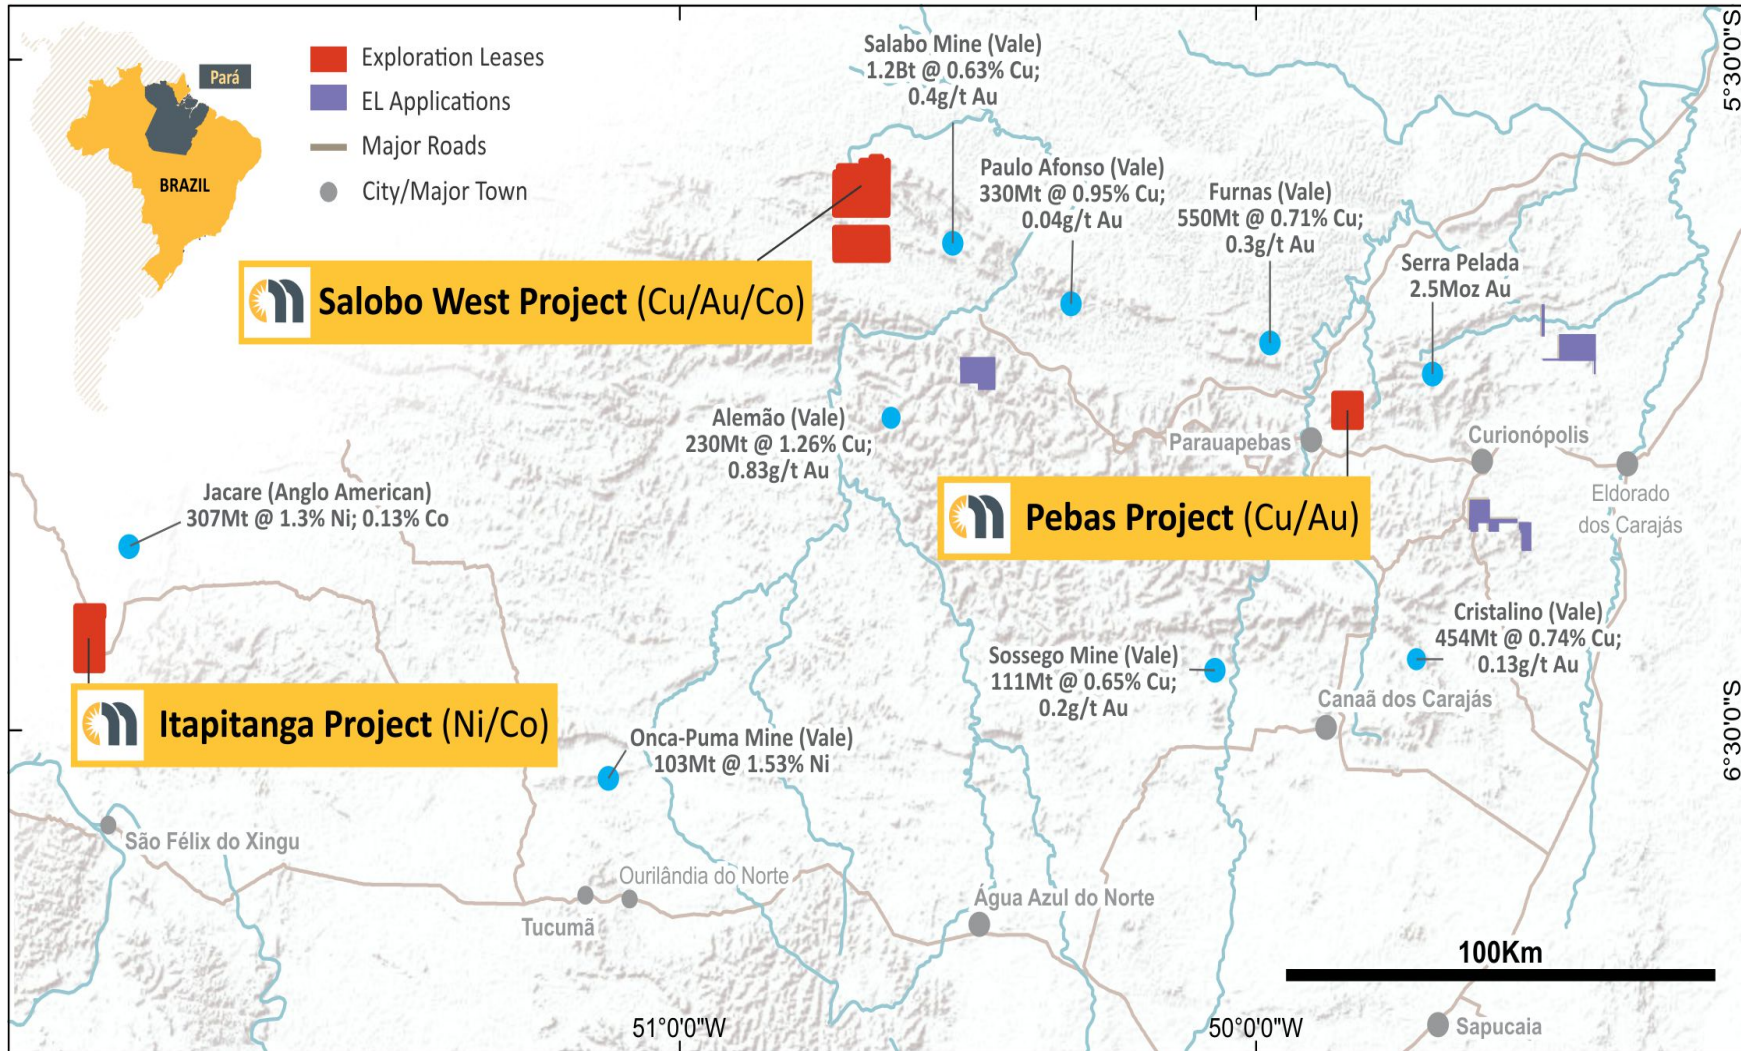 Pará
BRAZIL
Exploration Leases
EL Applications
Major Roads
City/Major Town
Salabo Mine (Vale)
1.2Bt @ 0.63% Cu;
0.4g/t Au
Paulo Afonso (Vale)
330Mt @ 0.95% Cu;
0.04g/t Au
Furnas (Vale)
550Mt @ 0.71% Cu;
0.3g/t Au
Serra Pelada
2.5Moz Au
5°30'0"S
Salobo West Project (Cu/Au/Co)
Alemão (Vale)
230Mt @ 1.26% Cu;
0.83g/t Au
Parauapebas
Curionópolis
Eldorado
dos Carajás
Jacare (Anglo American)
307Mt @ 1.3% Ni; 0.13% Co
Pebas Project (Cu/Au)
Cristalino (Vale)
454Mt @ 0.74% Cu;
0.13g/t Au
Sossego Mine (Vale)
111Mt @ 0.65% Cu;
0.2g/t Au
Canaã dos Carajás
Itapitanga Project (Ni/Co)
Onca-Puma Mine (Vale)
103Mt @ 1.53% Ni
6°30'0"S
São Félix do Xingu
Ourilândia do Norte
Tucumã
Água Azul do Norte
100Km
51°0'0"W
50°0'0"W
Sapucaia